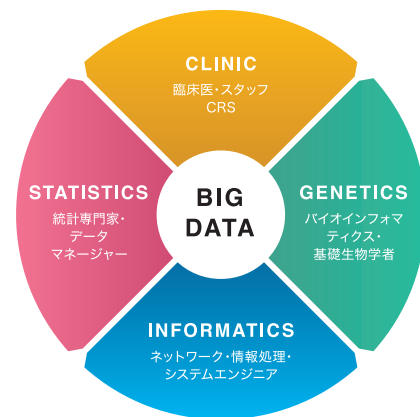 CLINIC
臨床医・スタッフ
CRS
STATISTICS
統計専門家・
データ
マネージャー
BIG
DATA
GENETICS
バイオインフォマ
ティクス・
基礎生物学者
INFORMATICS
ネットワーク・情報処理・
システムエンジニア